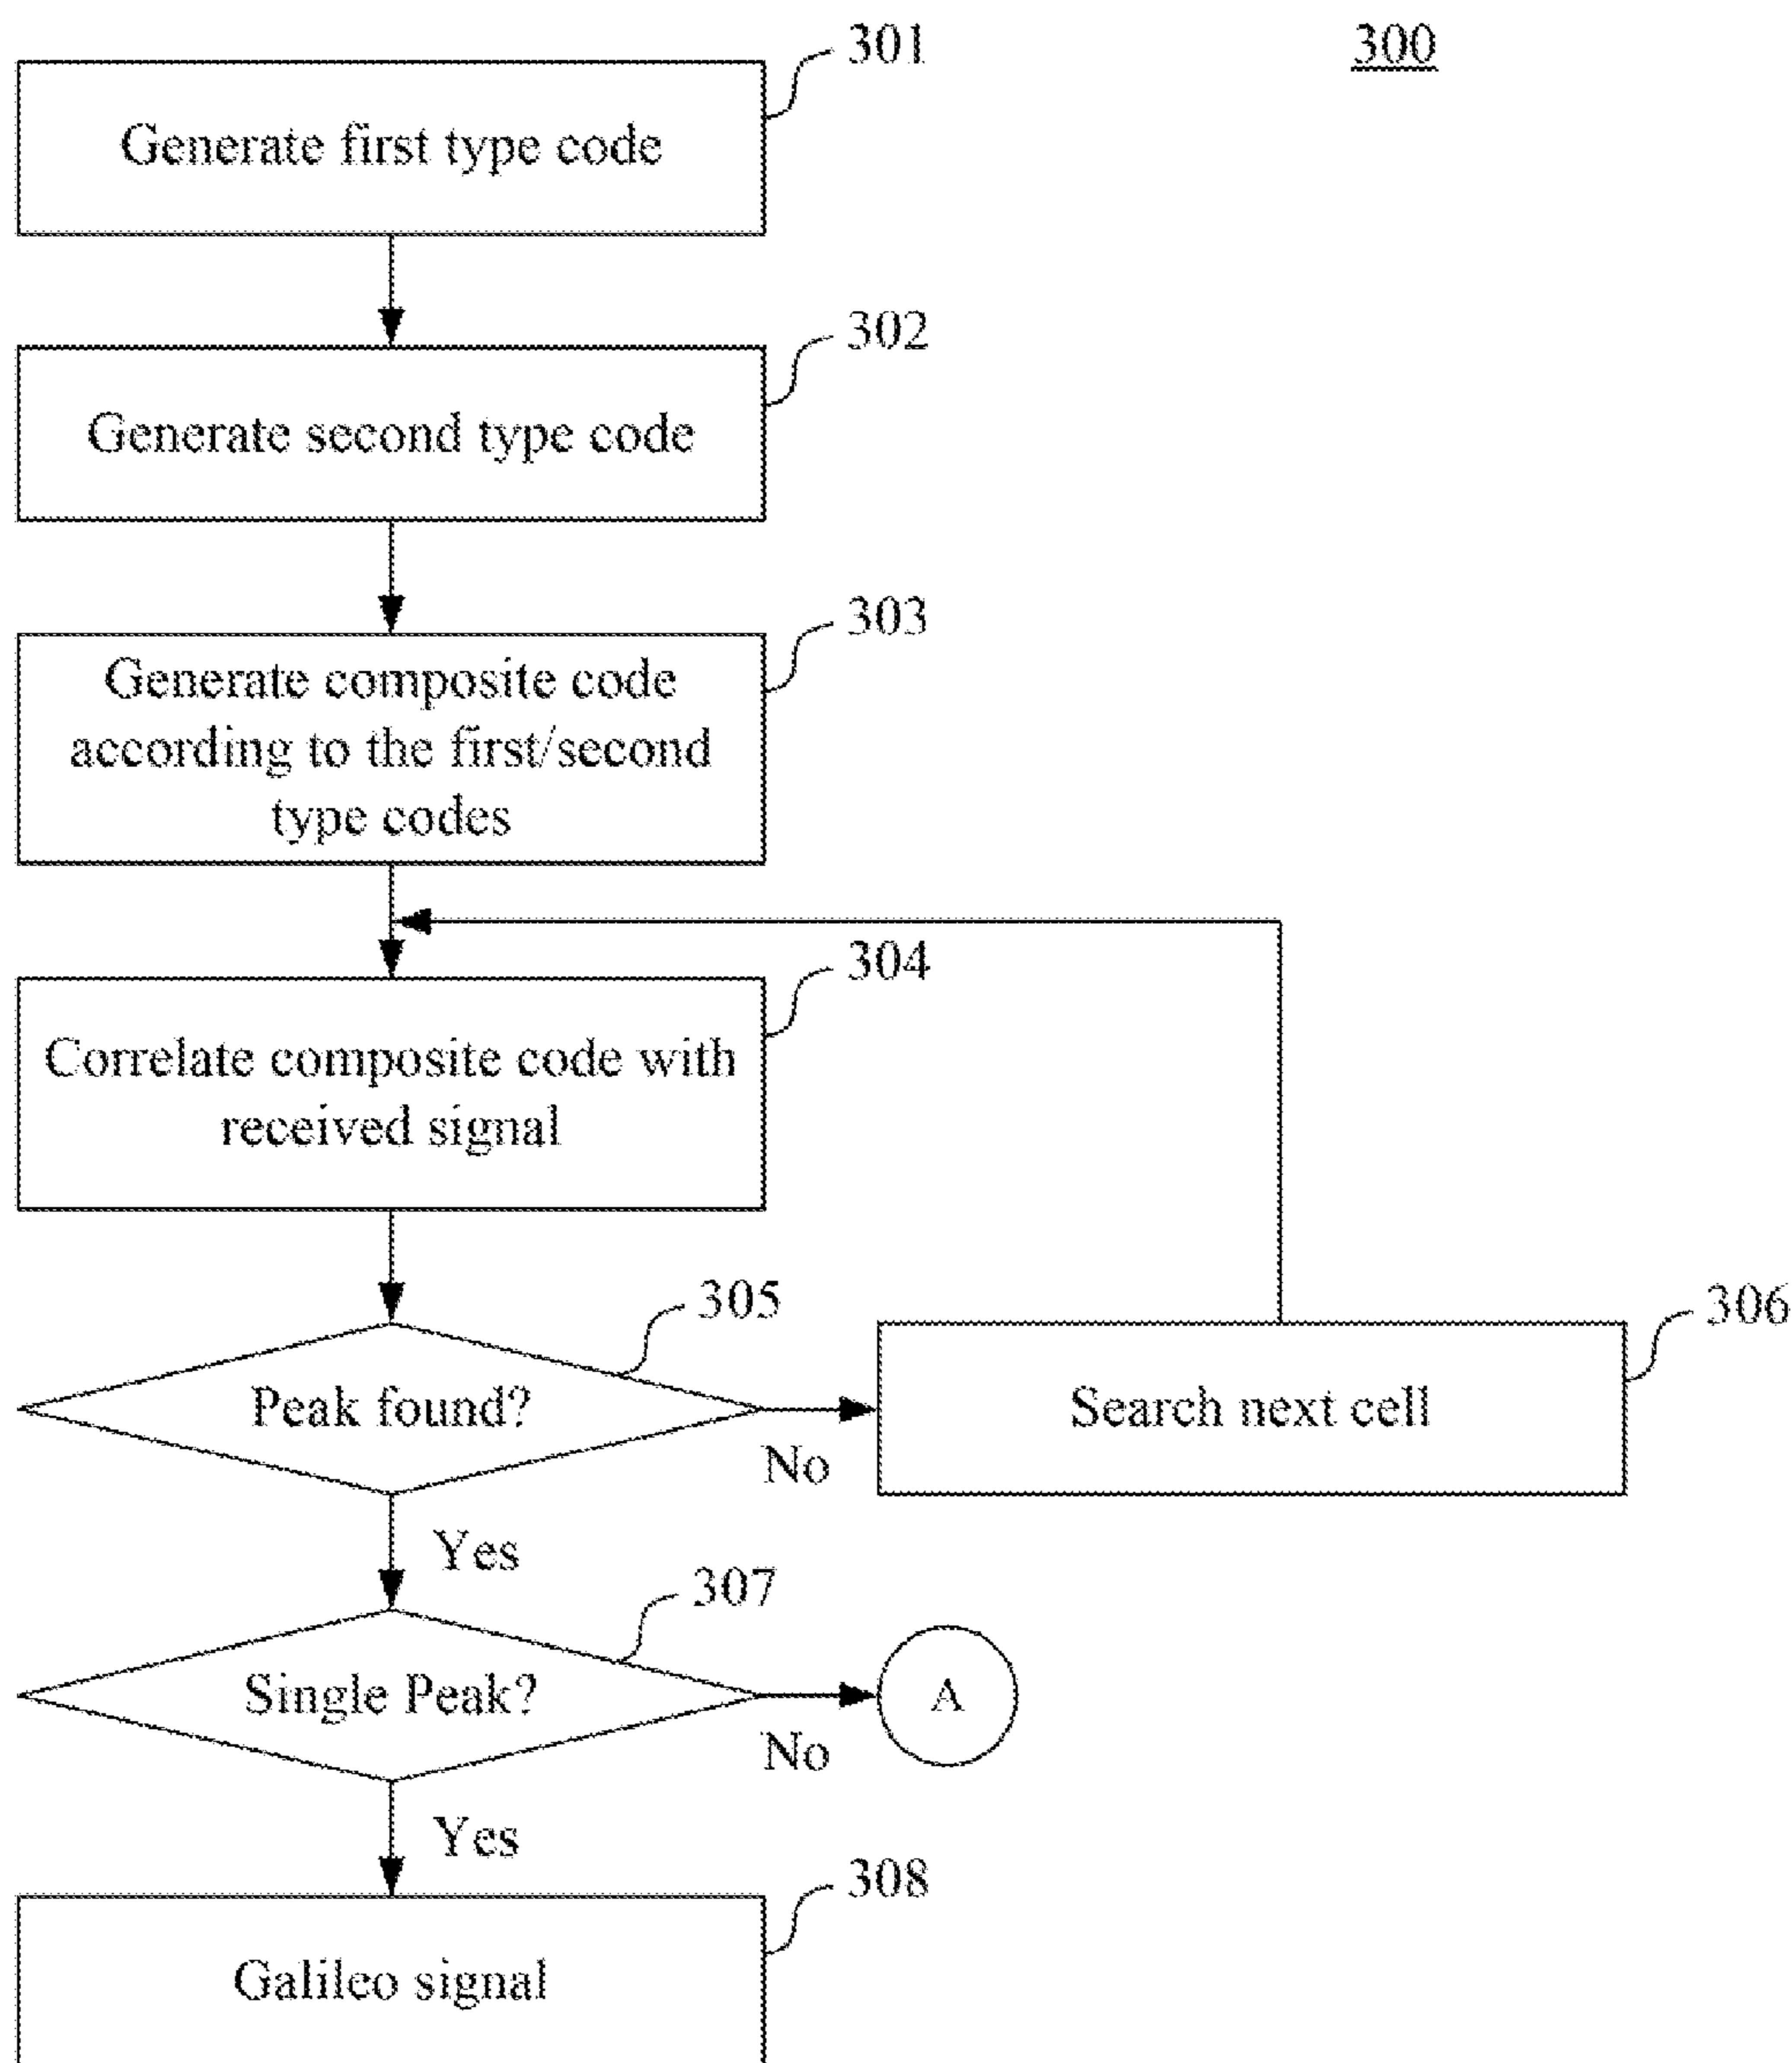 300
301
Generate first type code
302
Generate second type code
303
Generate composite code
according to the first/second
type codes
304
Correlate composite code with
received signal
305
Peak found?
No
306
Search next cell
Yes
307
Single Peak?
No
A
Yes
308
Galileo signal